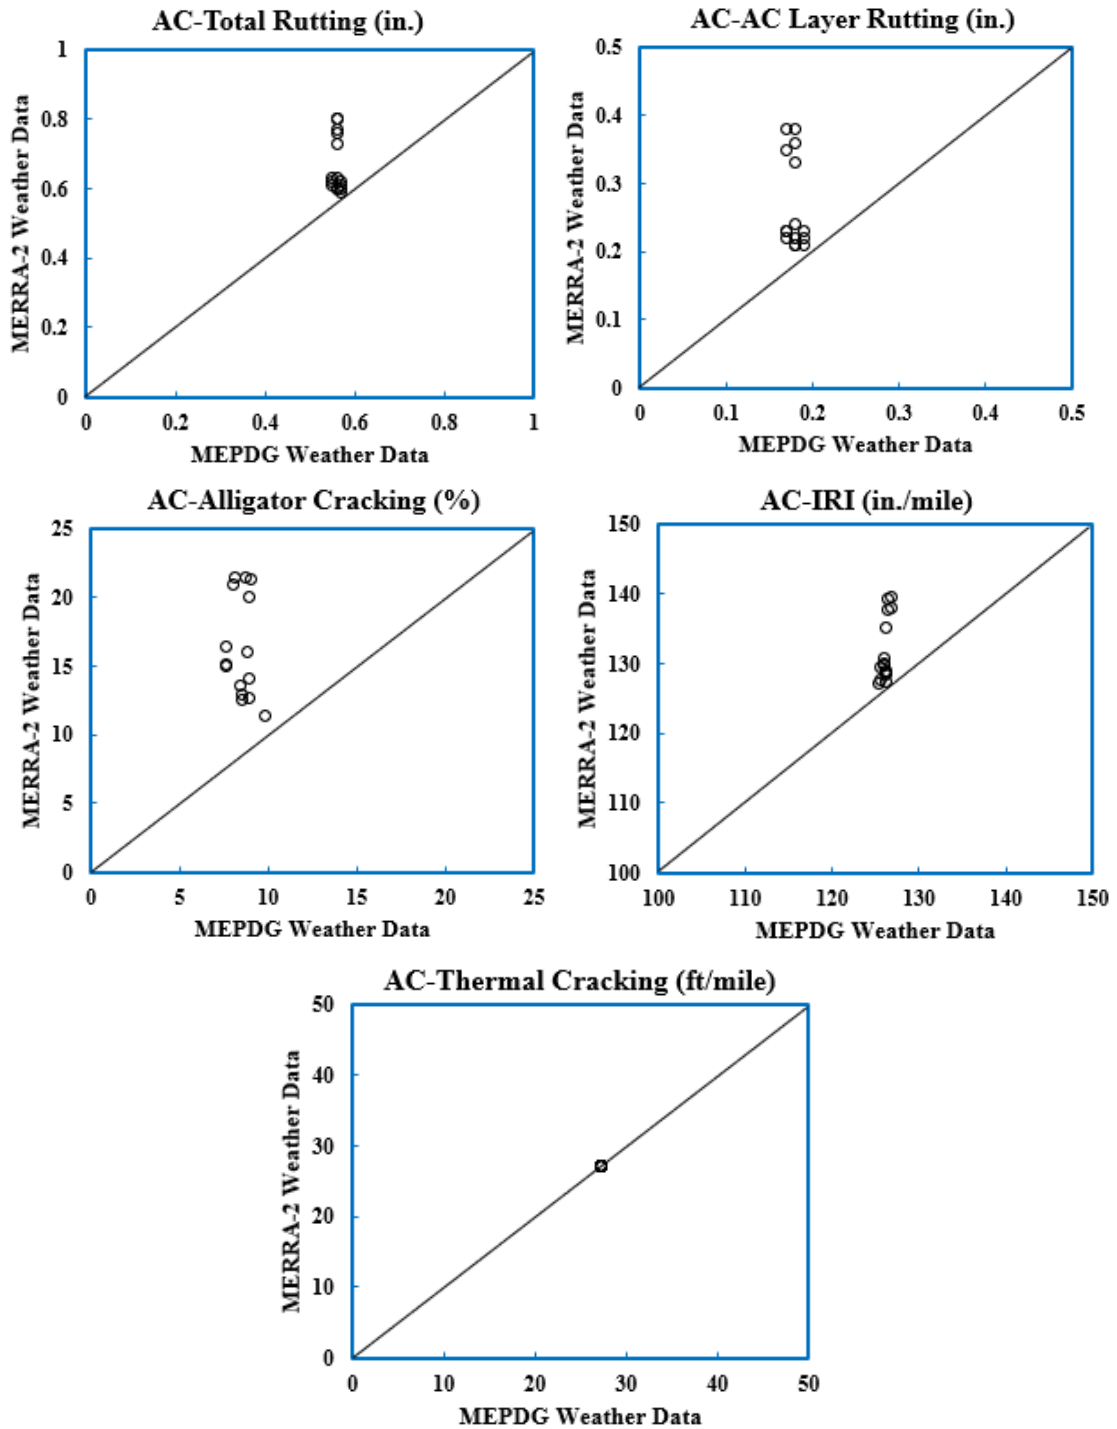 AC-Total Rutting (in.)
MERRA-2 Weather Data
1
0.8
0.6
0.4
0.2
0
0 0.2 0.4 0.6 0.8 1
MEPDG Weather Data
AC-AC Layer Rutting (in.)
MERRA-2 Weather Data
0.5
0.4
0.3
0.2
0.1
0
0 0.1 0.2 0.3 0.4 0.5
MEPDG Weather Data
AC-Alligator Cracking (%)
MERRA-2 Weather Data
25
20
15
10
5
0
0 5 10 15 20 25
MEPDG Weather Data
AC-IRI (in./mile)
MERRA-2 Weather Data
150
140
130
120
110
100
100 110 120 130 140 150
MEPDG Weather Data
AC-Thermal Cracking (ft/mile)
MERRA-2 Weather Data
50
40
30
20
10
0
0 10 20 30 40 50
MEPDG Weather Data